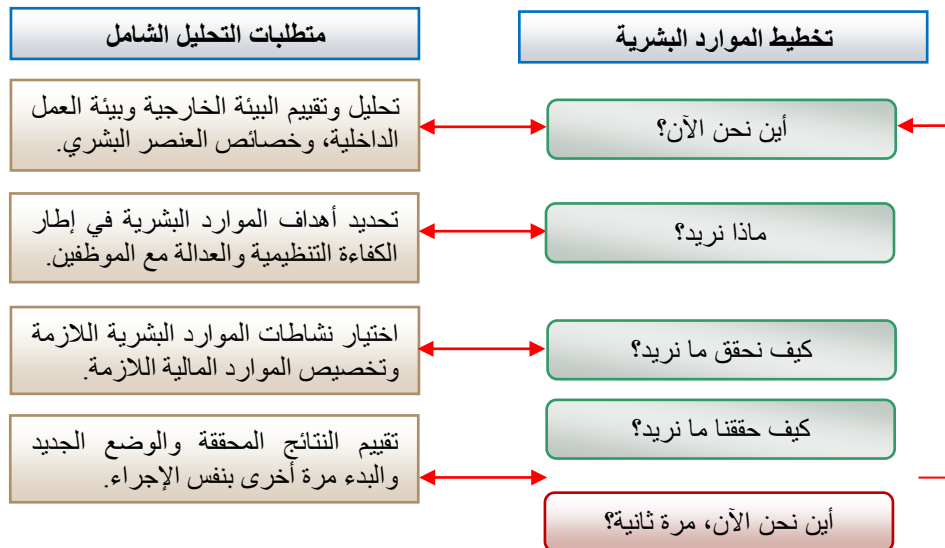 تخطيط الموارد البشرية
متطلبات التحليل الشامل
أين نحن الآن؟
تحليل وتقييم البيئة الخارجية وبيئة العمل
الداخلية، وخصائص العنصر البشري.
ماذا نريد؟
تحديد أهداف الموارد البشرية في إطار
الكفاءة التنظيمية والعدالة مع الموظفين.
كيف نحقق ما نريد؟
اختيار نشاطات الموارد البشرية اللازمة
وتخصيص الموارد المالية اللازمة.
كيف حققنا ما نريد؟
تقييم النتائج المحققة والوضع الجديد
والبدء مرة أخرى بنفس الإجراء.
أين نحن الآن، مرة ثانية؟